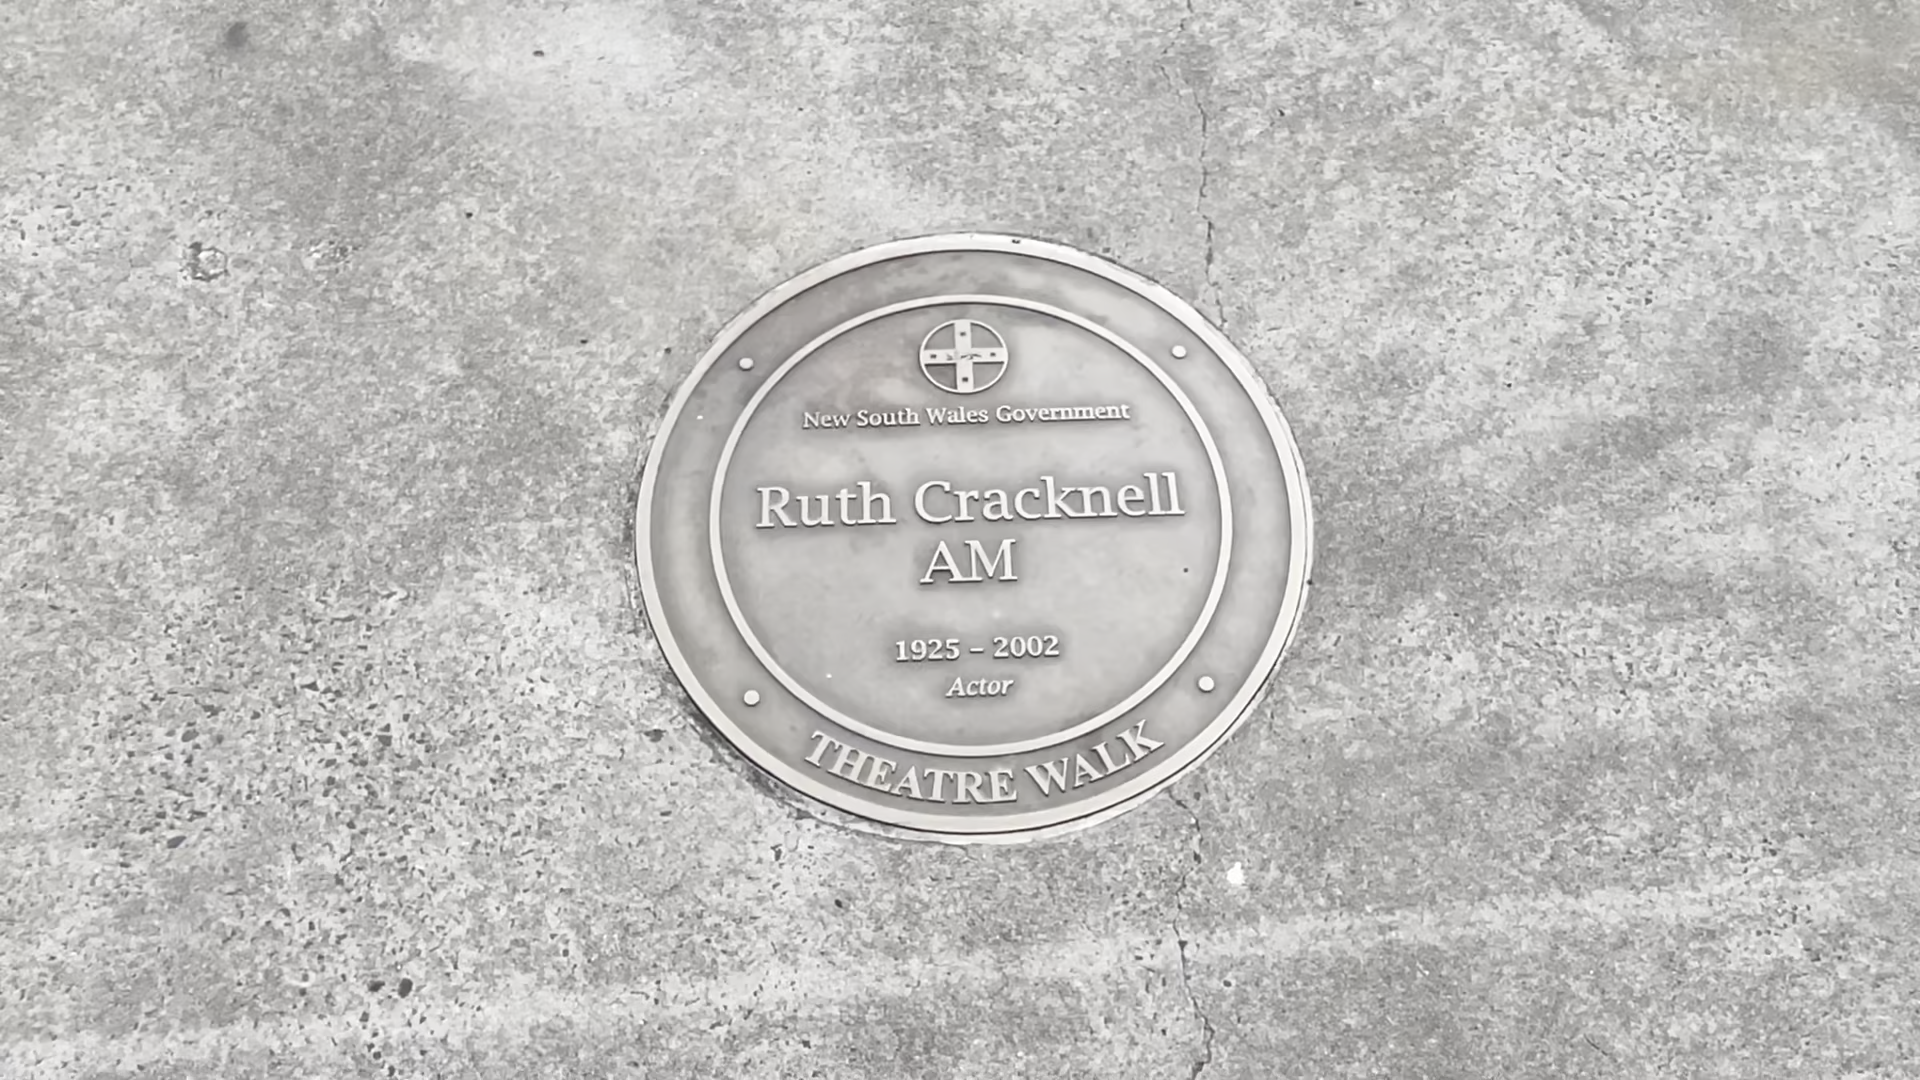 New South Wales Government
Ruth Cracknell
AM
1925 – 2002
Actor
THEATRE WALK